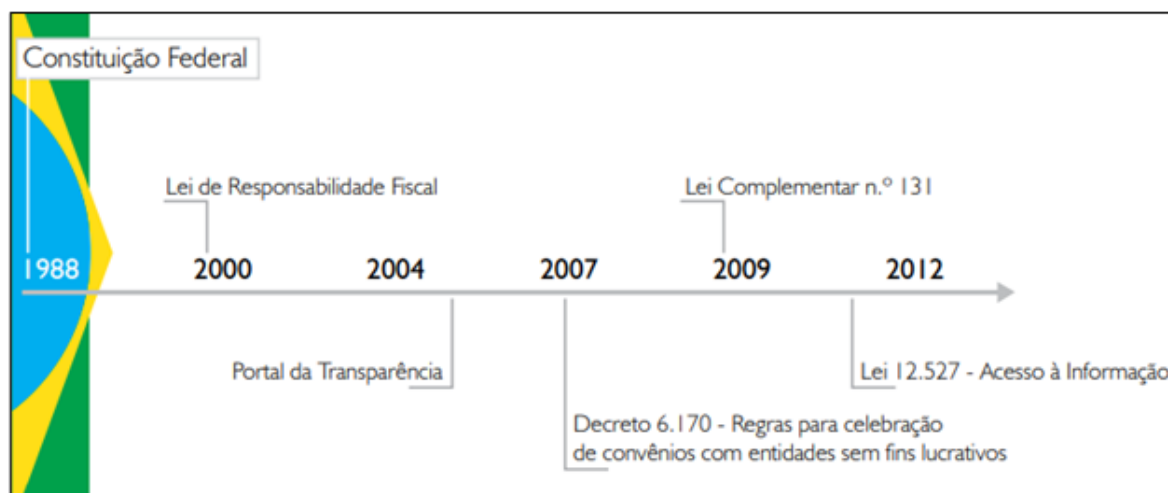 Constituição Federal
Lei de Responsabilidade Fiscal
Lei Complementar n.º 131
1988
2000
2004
2007
2009
2012
Portal da Transparência
Lei 12.527 - Acesso à Informação
Decreto 6.170 - Regras para celebração
de convênios com entidades sem fins lucrativos